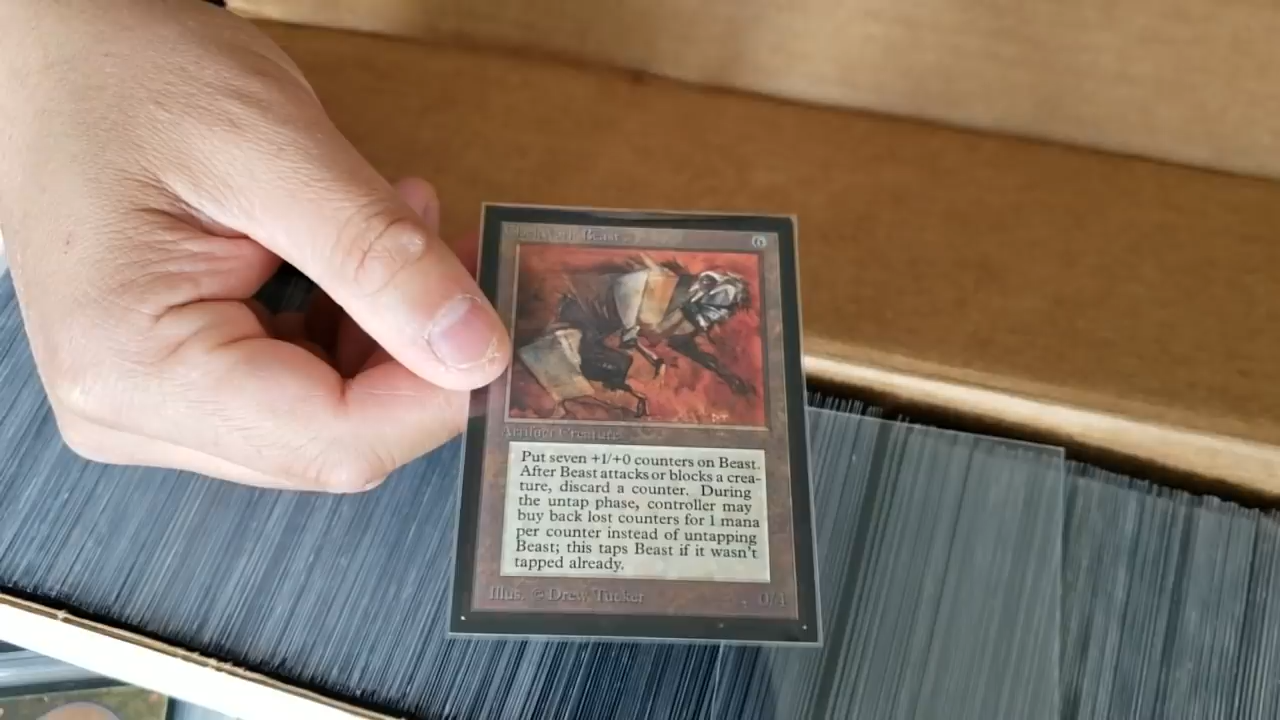 Clockwork Beast
6
Artifact Creature
Put seven +1/+0 counters on Beast.
After Beast attacks or blocks a crea-
ture, discard a counter. During
the untap phase, controller may
buy back lost counters for 1 mana
per counter instead of untapping
Beast; this taps Beast if it wasn't
tapped already.
Illus. © Drew Tucker
0/4